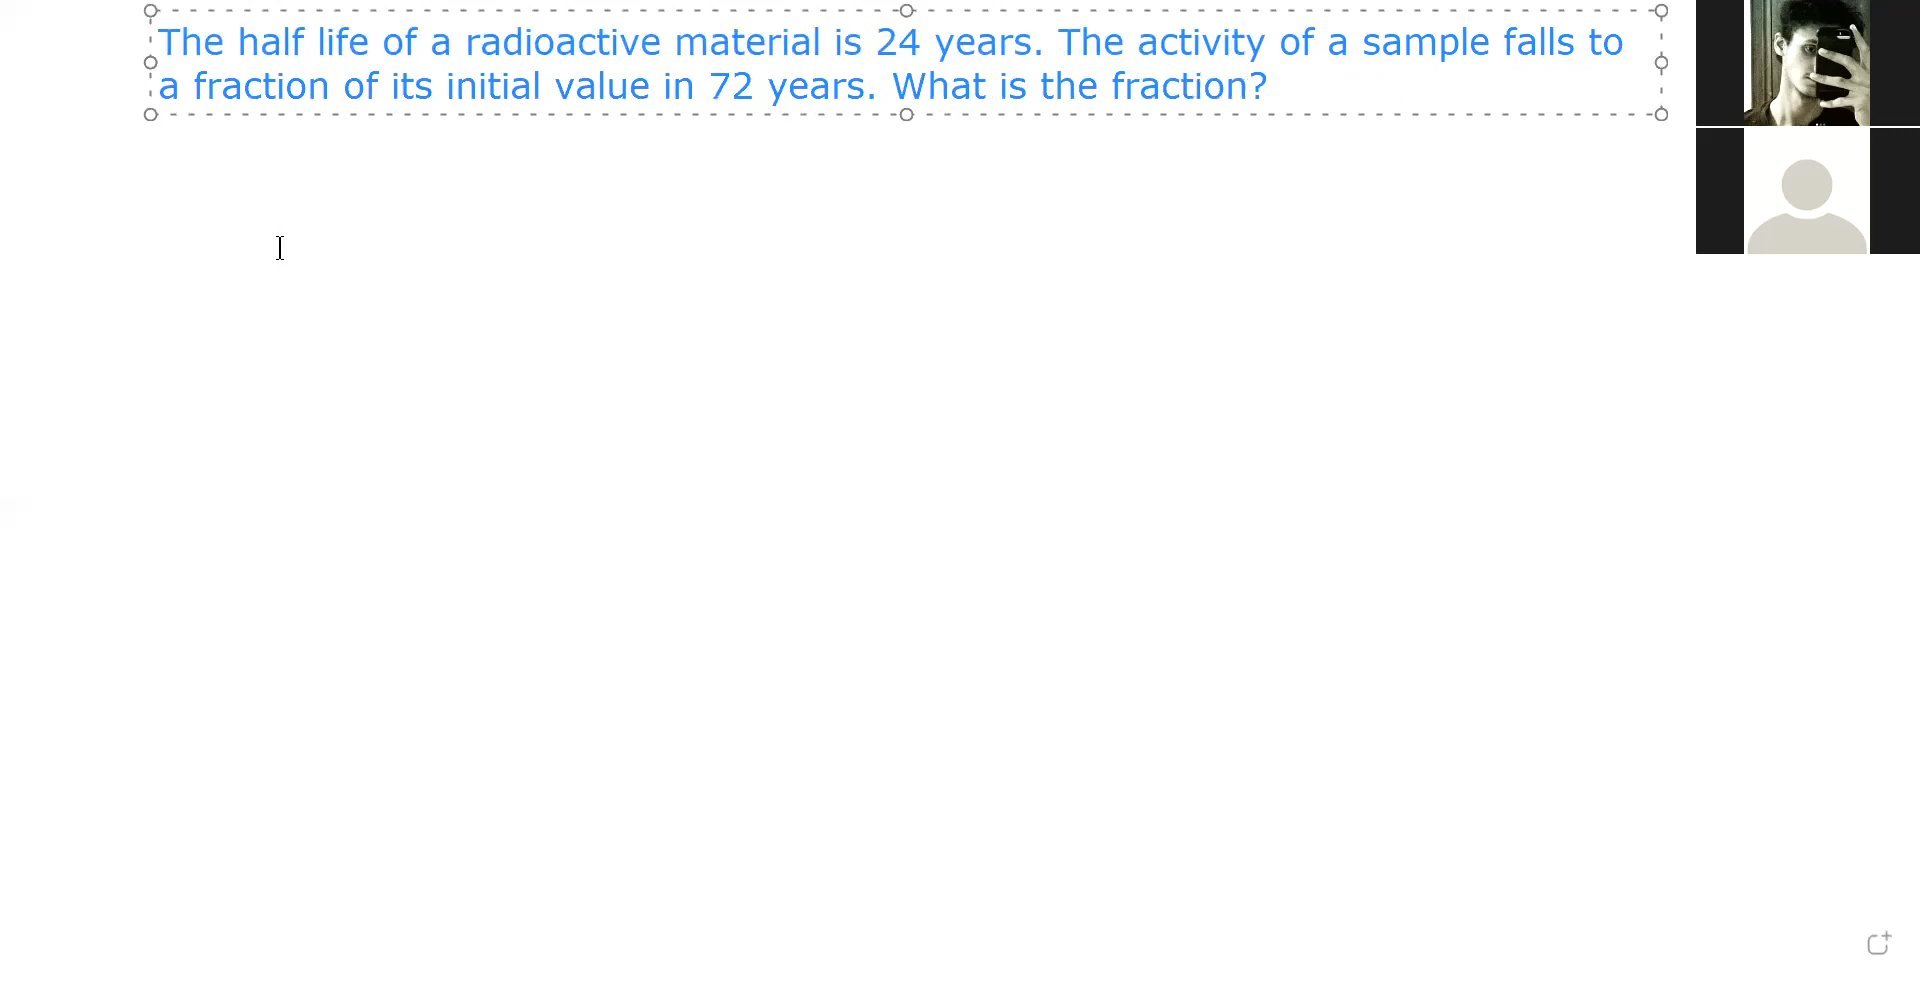 The half life of a radioactive material is 24 years. The activity of a sample falls to
a fraction of its initial value in 72 years. What is the fraction?